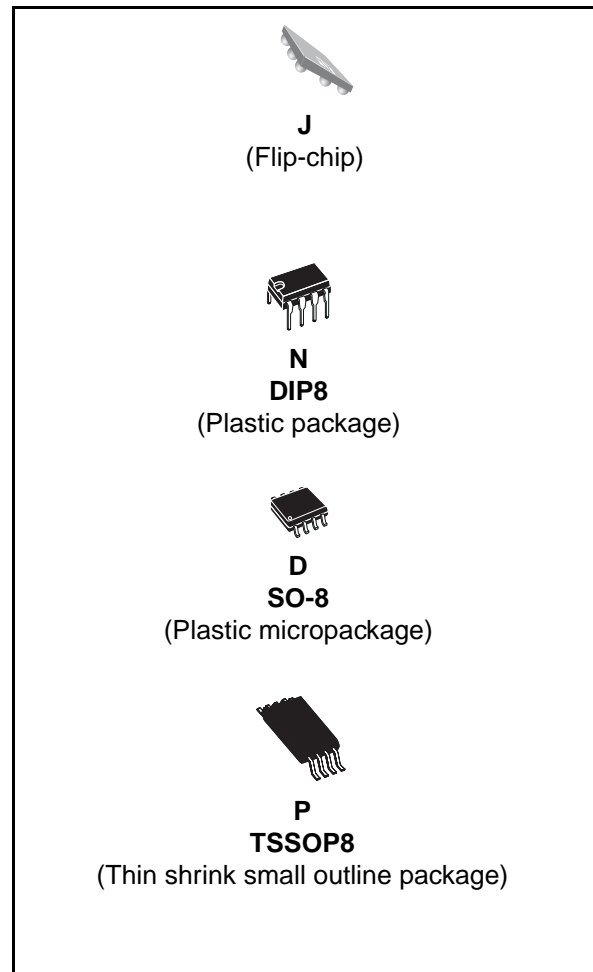 J
(Flip-chip)
N
DIP8
(Plastic package)
D
SO-8
(Plastic micropackage)
P
TSSOP8
(Thin shrink small outline package)